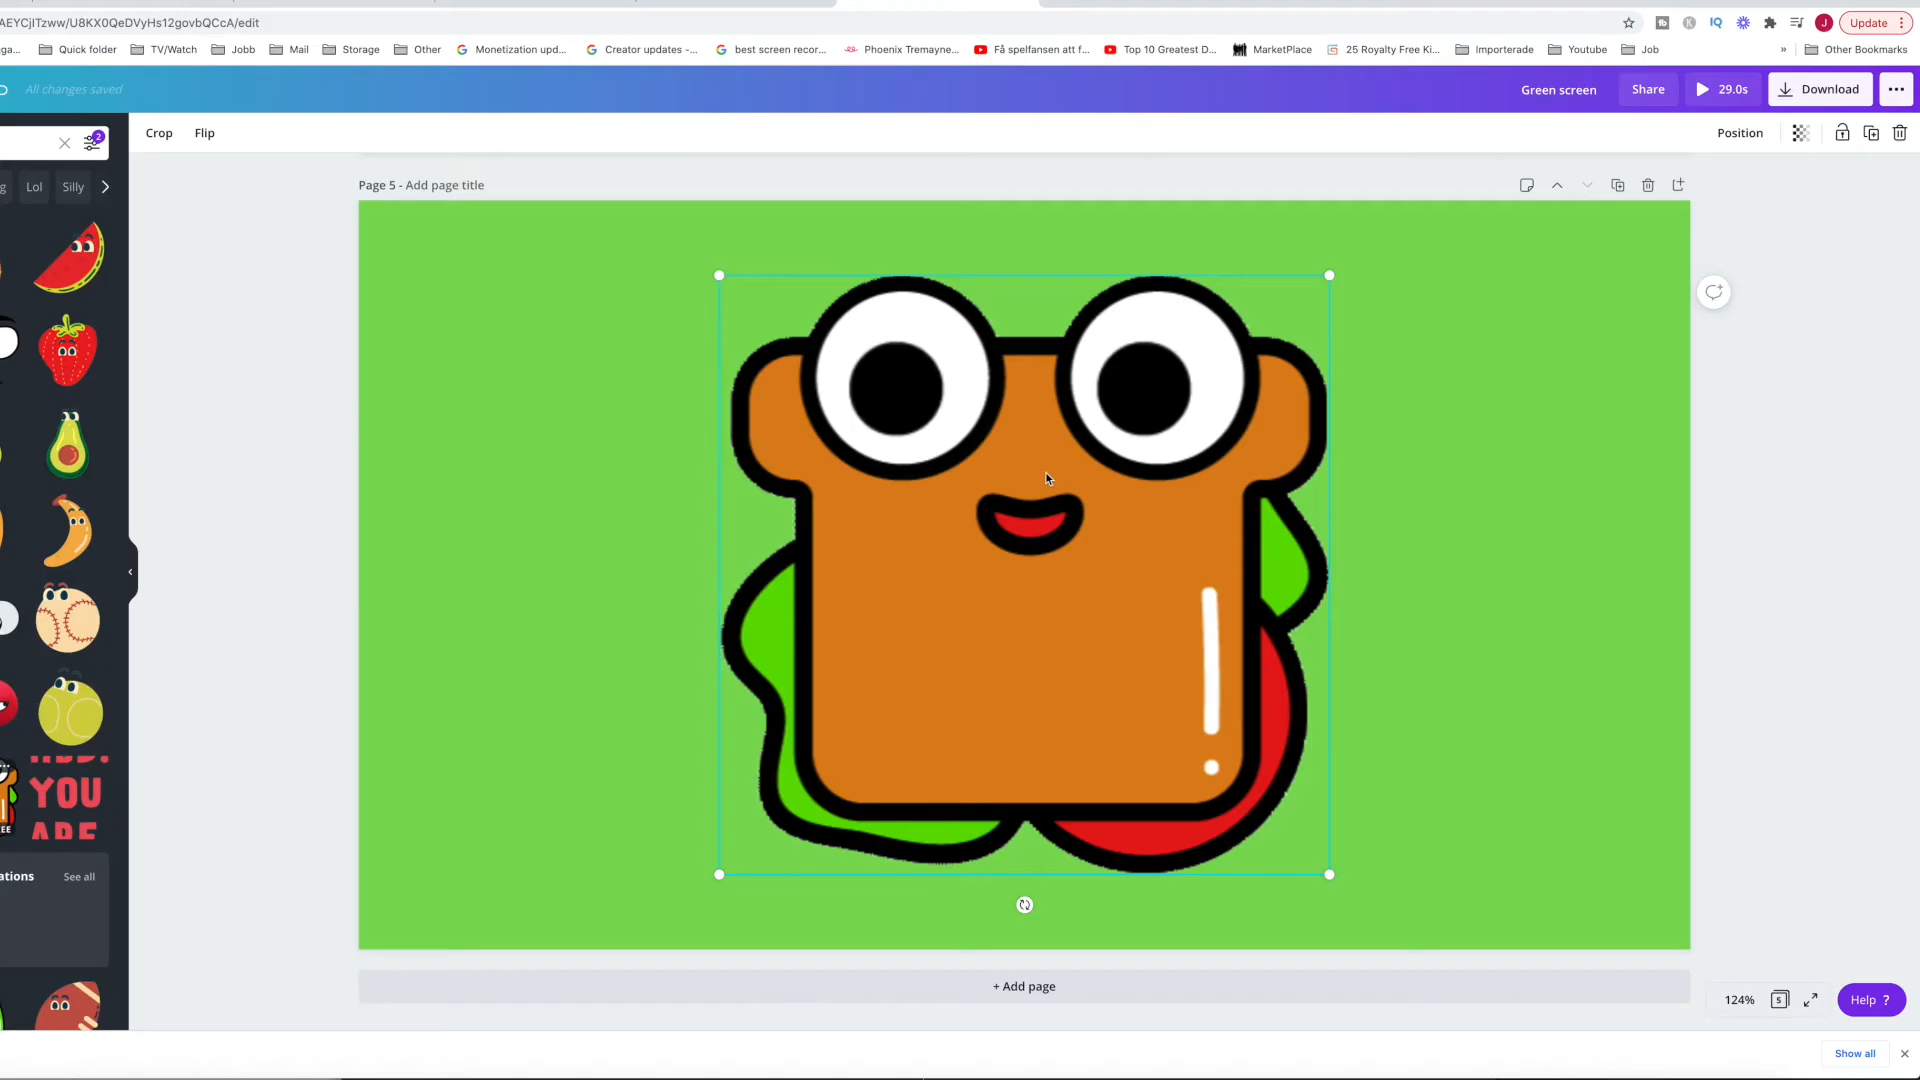 AEYCjITzww/U8KX0QeDVyHs12govbQCcA/edit
Update
Quick folder TV/Watch Jobb Mail Storage Other Monetization upd... Creator updates -... best screen recor... Phoenix Tremayne... Få spelfansen att f... Top 10 Greatest D... MarketPlace 25 Royalty Free Ki... Importerade Youtube Job » Other Bookmarks
All changes saved
Green screen Share 29.0s Download
Crop Flip Position
2
Lol Silly
Page 5 - Add page title
YOU
ations See all
+ Add page
124% 5 Help ?
Show all